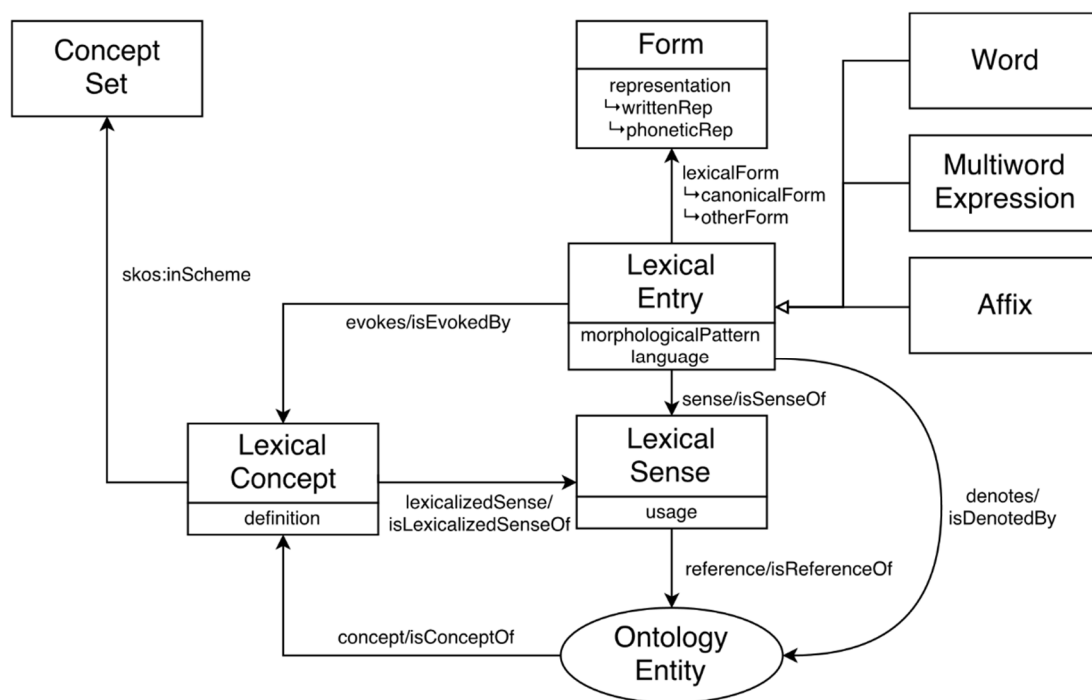 Concept
Set
Form
representation
↳writtenRep
↳phoneticRep
Word
Multiword
Expression
Affix
lexicalForm
↳canonicalForm
↳otherForm
skos:inScheme
Lexical
Entry
morphologicalPattern
language
evokes/isEvokedBy
sense/isSenseOf
Lexical
Concept
definition
lexicalizedSense/
isLexicalizedSenseOf
Lexical
Sense
usage
denotes/
isDenotedBy
reference/isReferenceOf
concept/isConceptOf
Ontology
Entity